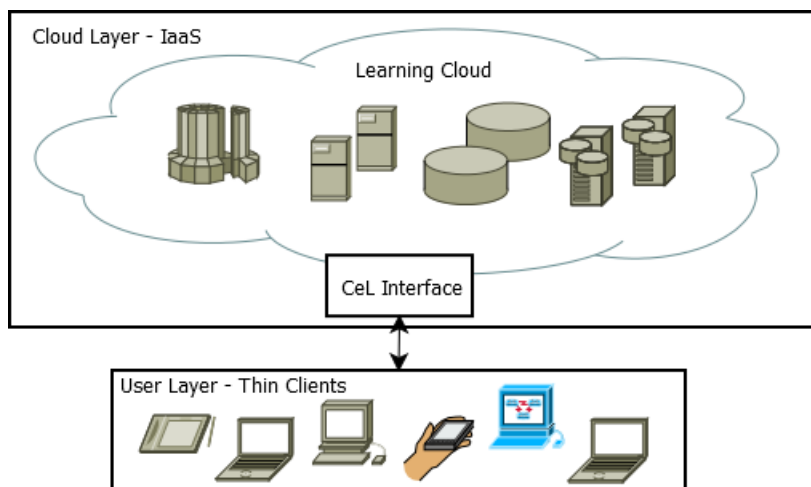 Cloud Layer - IaaS
Learning Cloud
CeL Interface
User Layer - Thin Clients